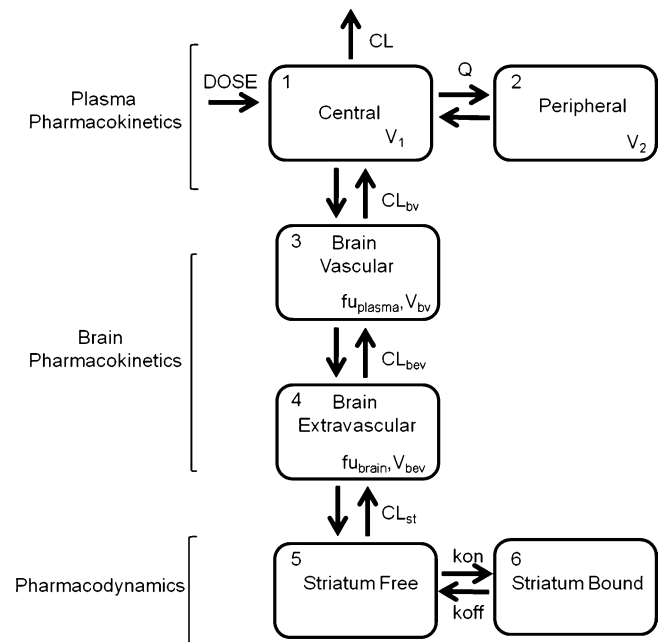 CL
Plasma
Pharmacokinetics
DOSE
1
Central
V1
Q
2
Peripheral
V2
CLbv
Brain
Pharmacokinetics
3
Brain
Vascular
fuplasma, Vbv
CLbev
4
Brain
Extravascular
fubrain, Vbev
CLst
Pharmacodynamics
5
Striatum Free
kon
koff
6
Striatum Bound